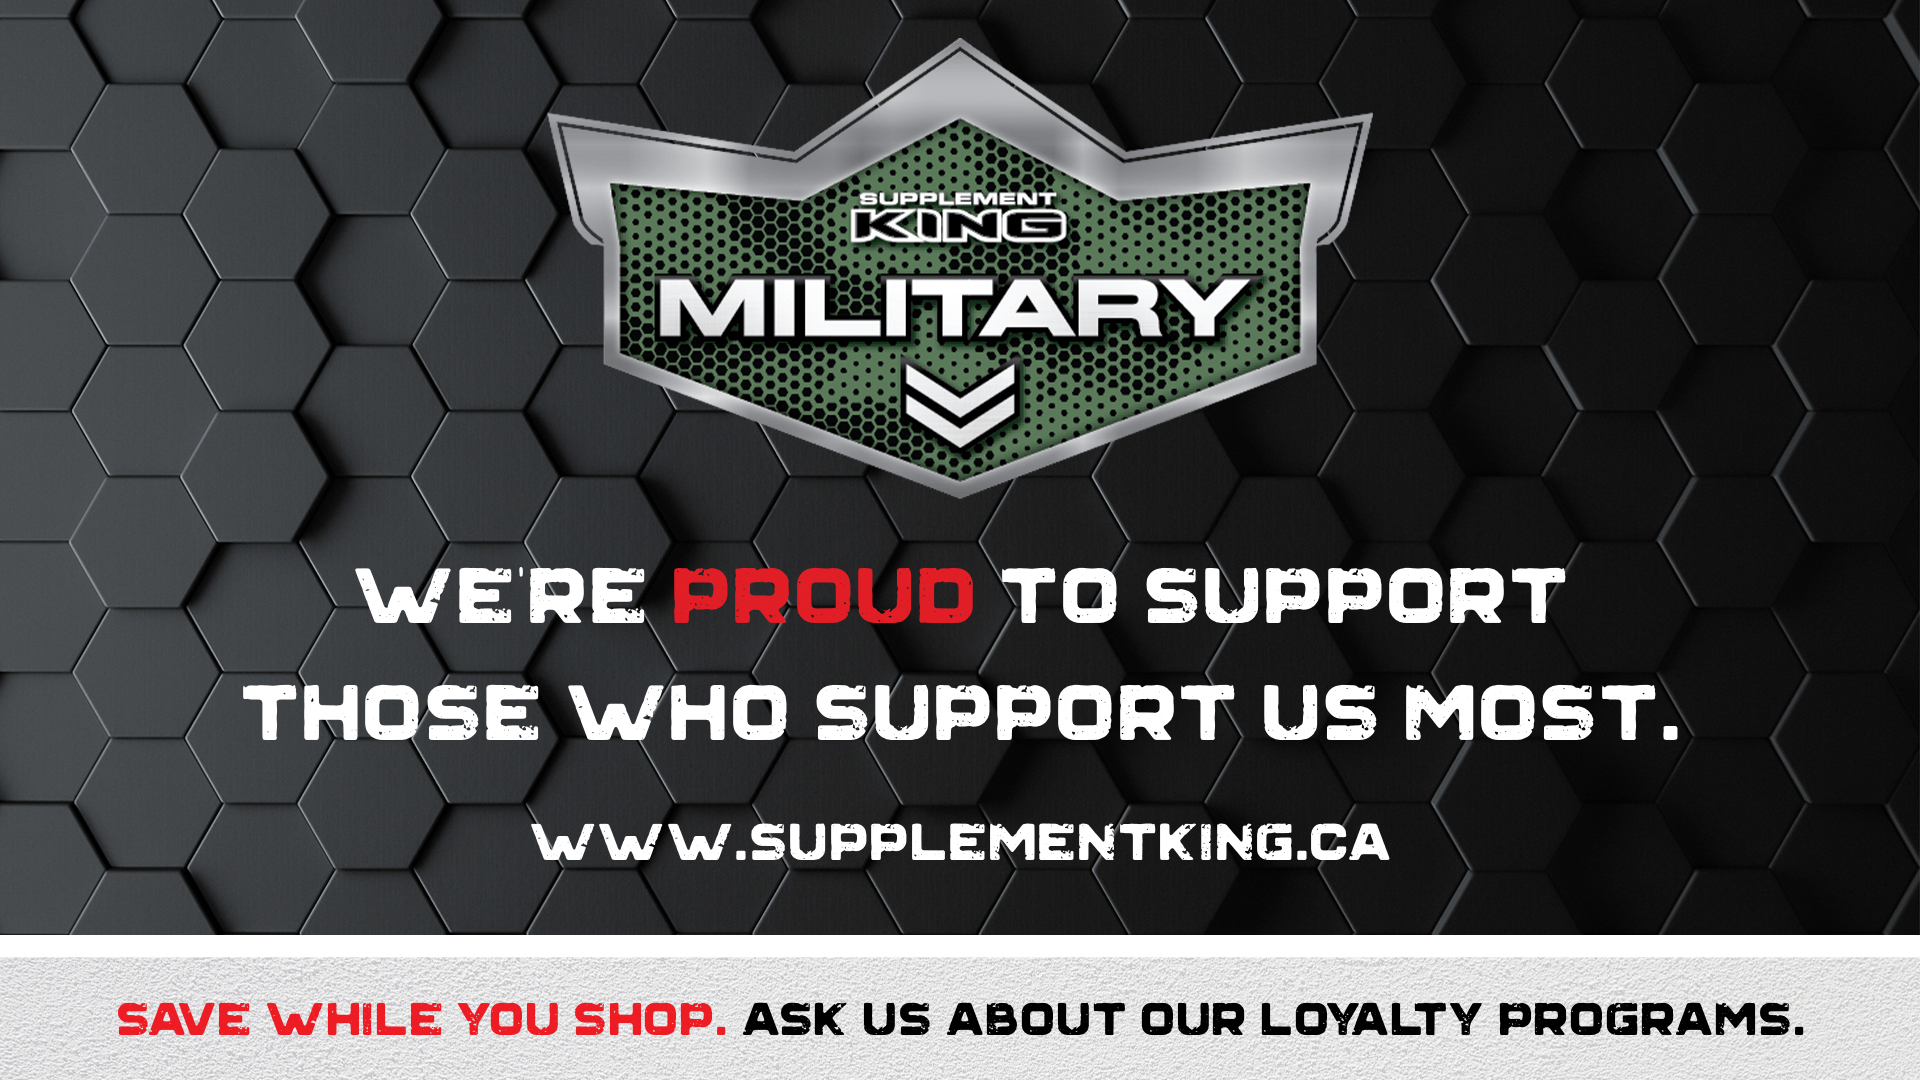 SUPPLEMENT
KING
MILITARY
WE'RE PROUD TO SUPPORT
THOSE WHO SUPPORT US MOST.
WWW.SUPPLEMENTKING.CA
SAVE WHILE YOU SHOP. ASK US ABOUT OUR LOYALTY PROGRAMS.